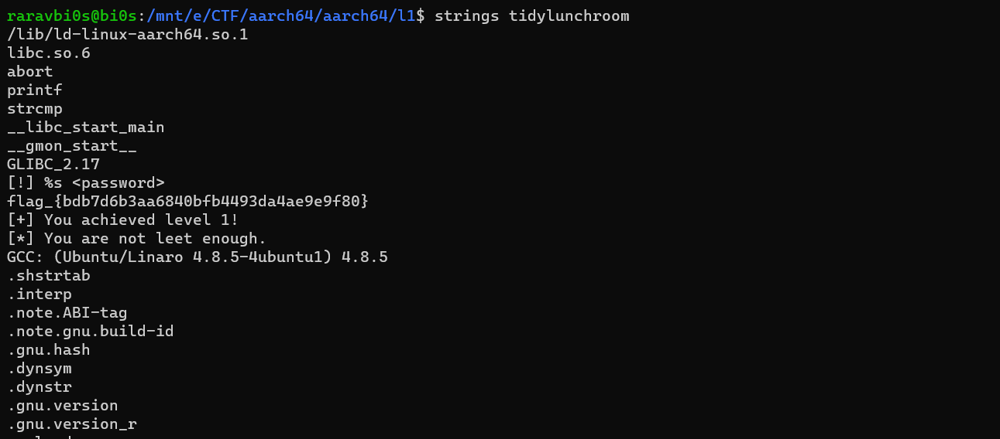 raravbi0s@bi0s:/mnt/e/CTF/aarch64/aarch64/l1$ strings tidylunchroom
/lib/ld-linux-aarch64.so.1
libc.so.6
abort
printf
strcmp
__libc_start_main
__gmon_start__
GLIBC_2.17
[!] %s <password>
flag_{bdb7d6b3aa6840bfb4493da4ae9e9f80}
[+] You achieved level 1!
[*] You are not leet enough.
GCC: (Ubuntu/Linaro 4.8.5-4ubuntu1) 4.8.5
.shstrtab
.interp
.note.ABI-tag
.note.gnu.build-id
.gnu.hash
.dynsym
.dynstr
.gnu.version
.gnu.version_r